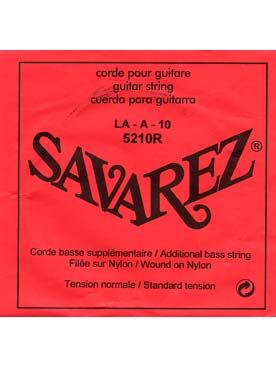 corde pour guitare
guitar string
cuerda para guitarra
LA - A - 10
5210R
SAVAREZ®
Corde basse supplémentaire / Additional bass string
Filée sur Nylon / Wound on Nylon
Tension normale / Standard tension